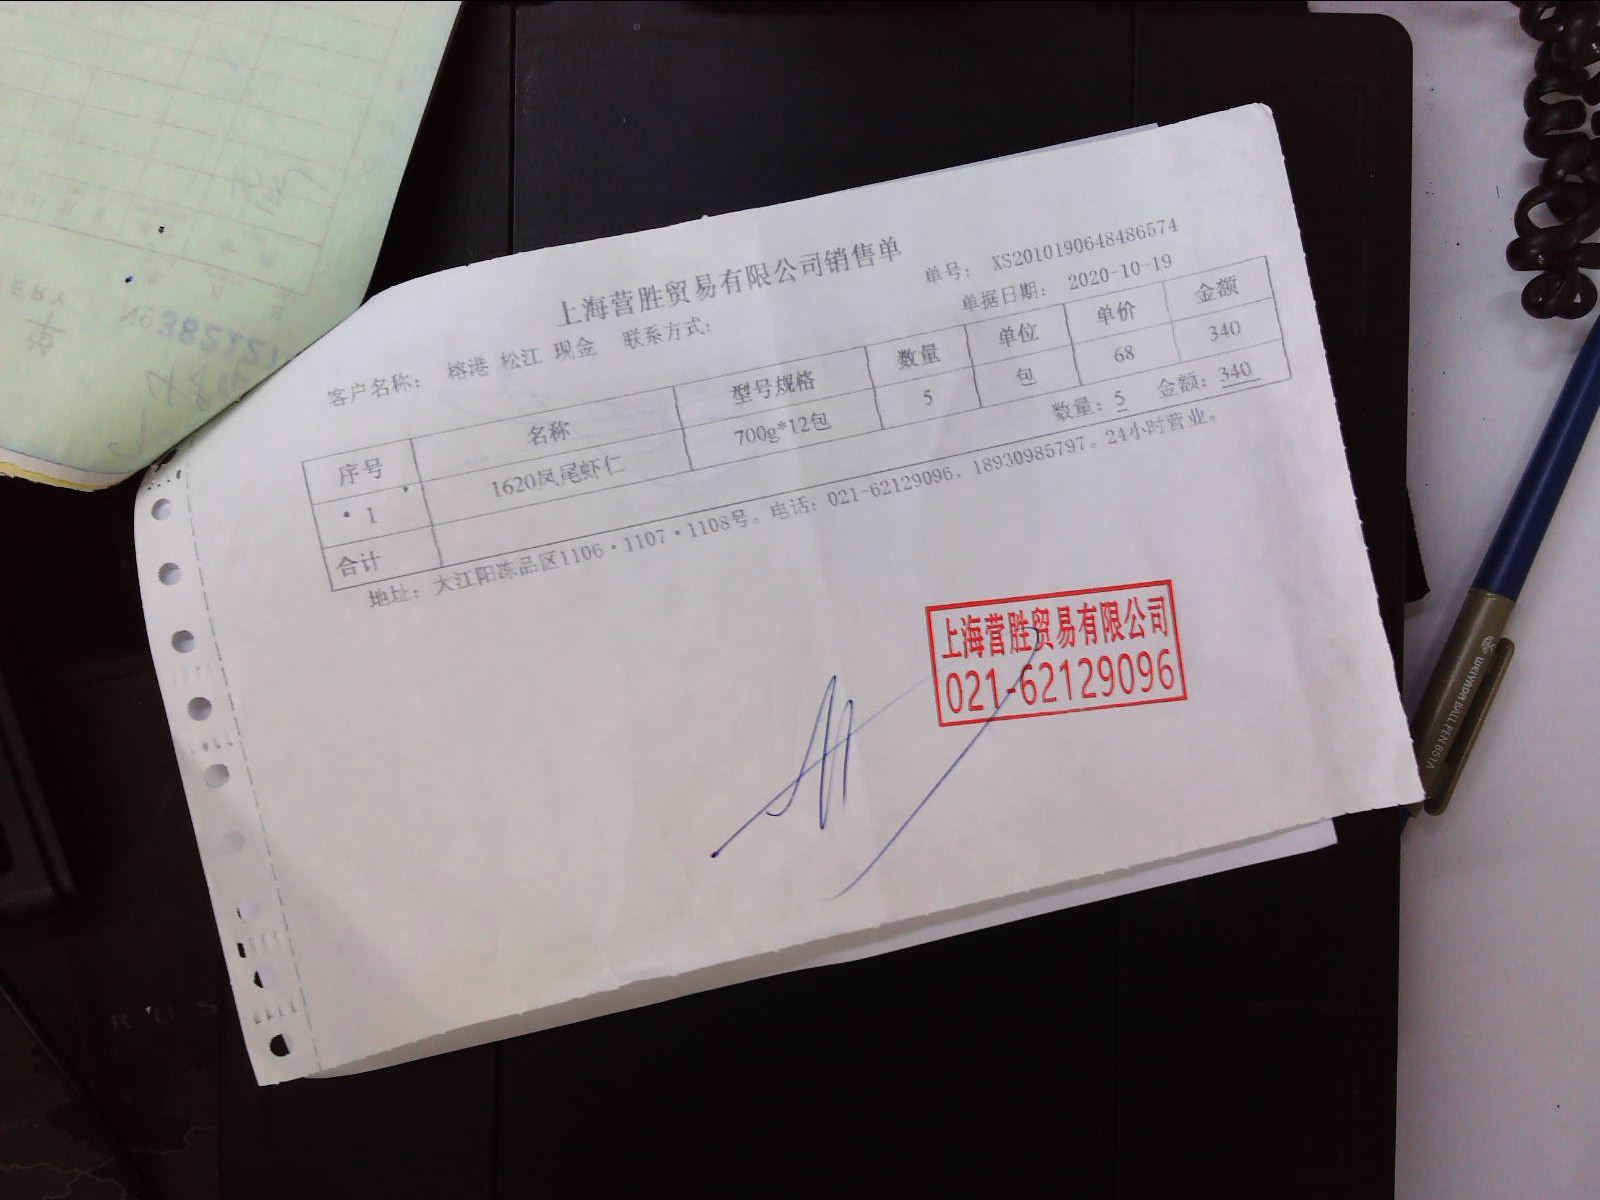 上海营胜贸易有限公司销售单
单号： XS2010190648486574
客户名称： 榕港 松江 现金 联系方式：
单据日期： 2020-10-19
序号 名称 型号规格 数量 单位 单价 金额
1 1620凤尾虾仁 700g*12包 5 包 68 340
合计 数量：5 金额：340
地址：大江阳冻品区1106·1107·1108号。电话：021-62129096，18930985797。24小时营业。
上海营胜贸易有限公司
021-62129096
No382121
RUS
WEIYADA BALL PEN 651A